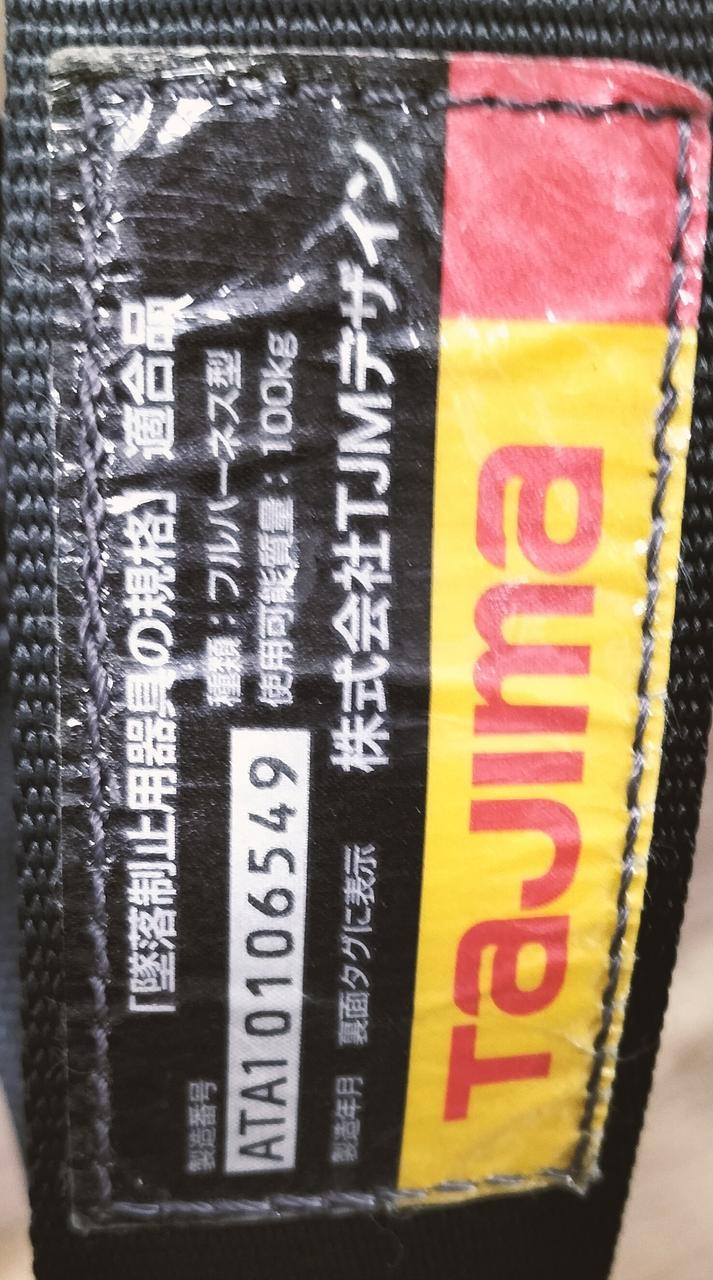 「墜落制止用器具の規格」 適合品
種類：フルハーネス型
使用可能質量：100kg
製造番号
ATA10106549
製造年月 裏面タグに表示
株式会社TJMデザイン
Tajima